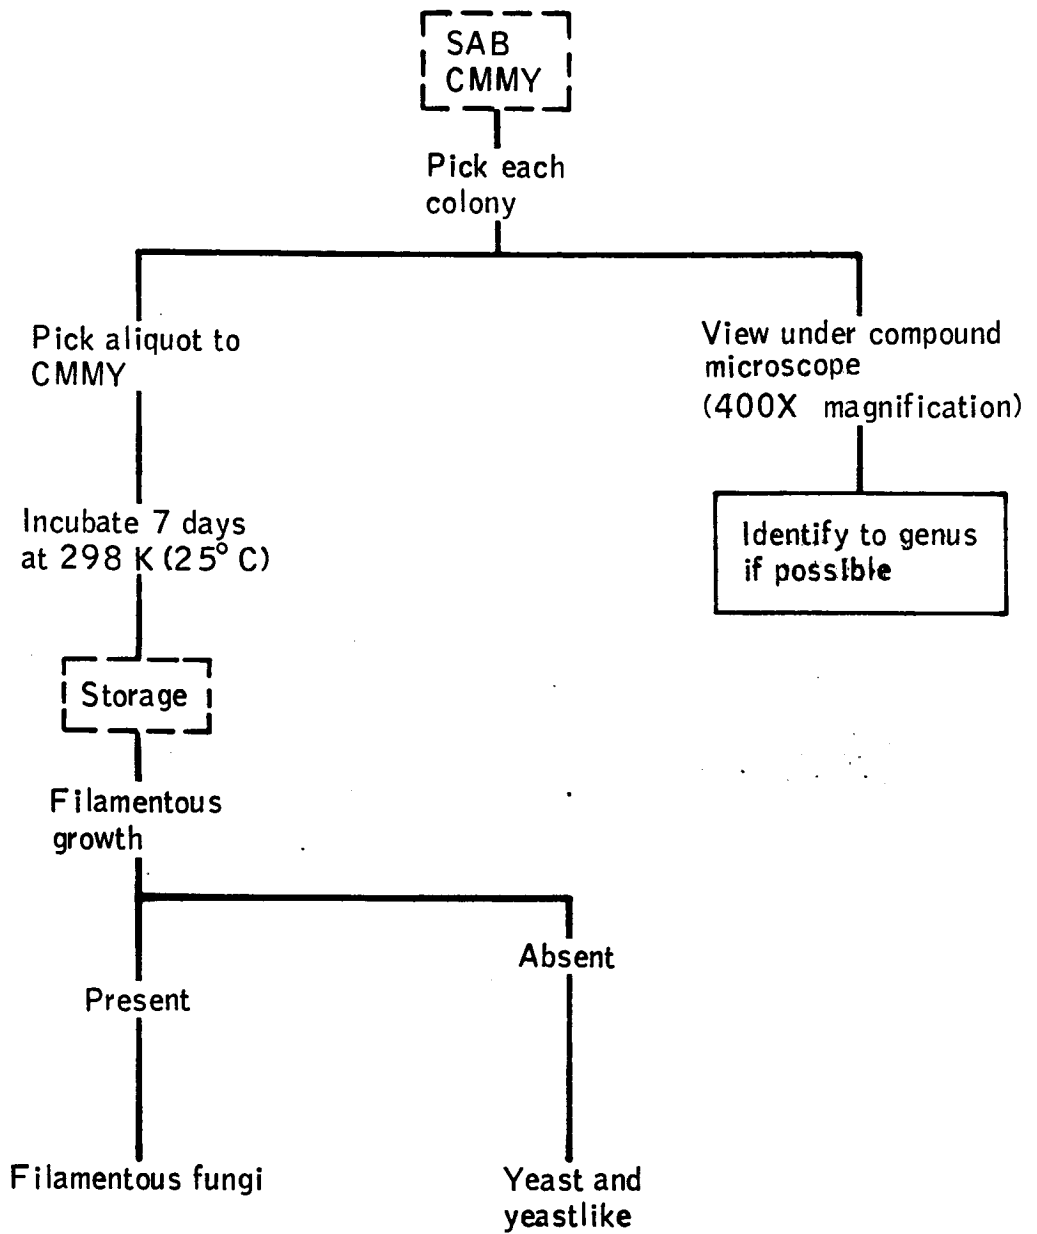 SAB
CMMY
Pick each
colony
Pick aliquot to
CMMY
View under compound
microscope
(400X magnification)
Incubate 7 days
at 298 K (25° C)
Identify to genus
if possible
Storage
Filamentous
growth
Absent
Present
Filamentous fungi
Yeast and
yeastlike